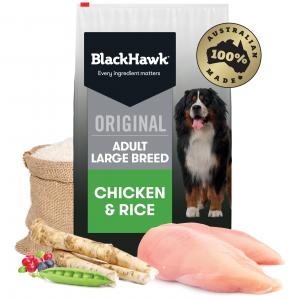 BlackHawk
Every ingredient matters
AUSTRALIAN
100%
MADE
ORIGINAL
ADULT
LARGE BREED
CHICKEN
& RICE